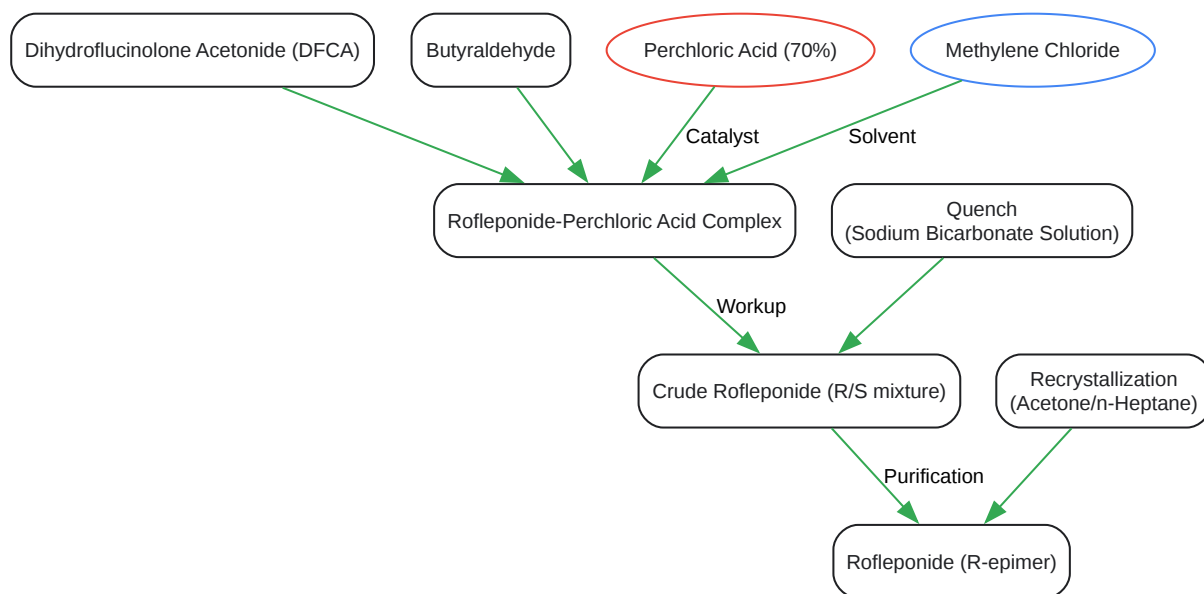 Dihydroflucinolone Acetonide (DFCA)
Butyraldehyde
Perchloric Acid (70%)
Methylene Chloride
Catalyst
Solvent
Rofleponide-Perchloric Acid Complex
Quench
(Sodium Bicarbonate Solution)
Workup
Crude Rofleponide (R/S mixture)
Recrystallization
(Acetone/n-Heptane)
Purification
Rofleponide (R-epimer)